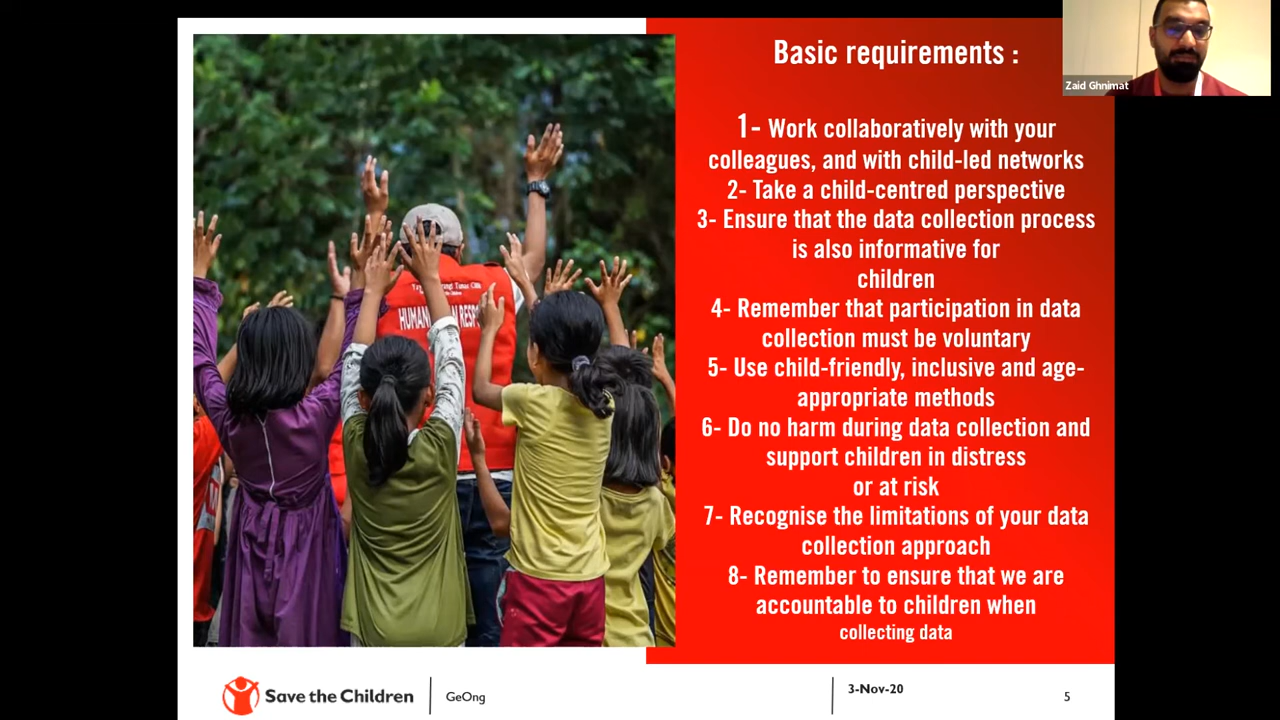 Basic requirements :
Zaid Ghnimat
1- Work collaboratively with your
colleagues, and with child-led networks
2- Take a child-centred perspective
3- Ensure that the data collection process
is also informative for
children
4- Remember that participation in data
collection must be voluntary
5- Use child-friendly, inclusive and age-
appropriate methods
6- Do no harm during data collection and
support children in distress
or at risk
7- Recognise the limitations of your data
collection approach
8- Remember to ensure that we are
accountable to children when
collecting data
Save the Children
GeOng
3-Nov-20
5